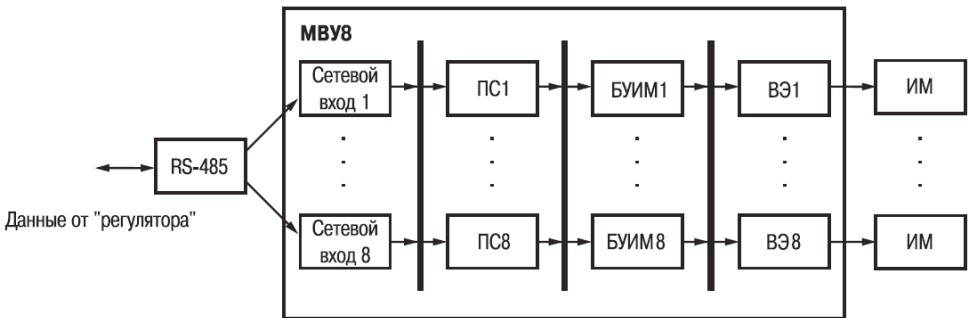 МВУ8
Сетевой
вход 1
ПС1
БУИМ1
ВЭ1
ИМ
RS-485
Данные от "регулятора"
Сетевой
вход 8
ПС8
БУИМ8
ВЭ8
ИМ